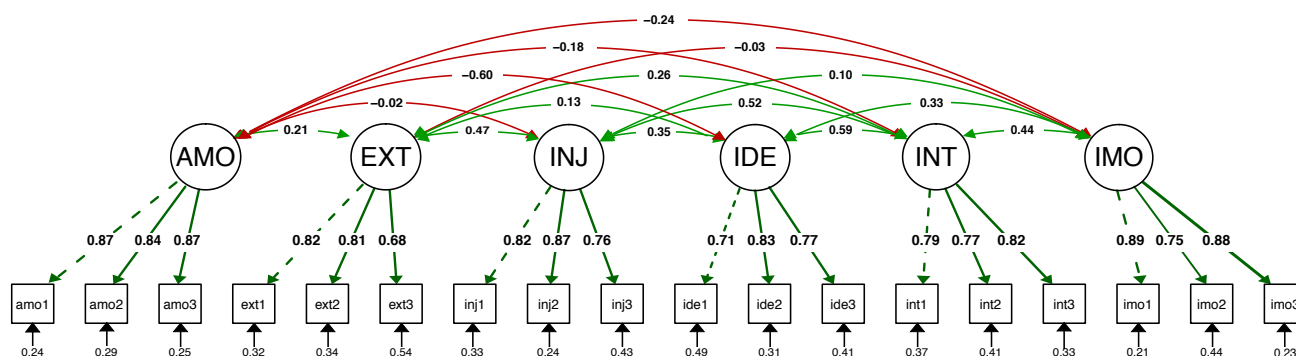 −0.24
−0.18 −0.03
−0.60 0.26 0.10
−0.02 0.13 0.52 0.33
0.21 0.47 0.35 0.59 0.44
AMO EXT INJ IDE INT IMO
0.87 0.84 0.87 0.82 0.81 0.68 0.82 0.87 0.76 0.71 0.83 0.77 0.79 0.77 0.82 0.89 0.75 0.88
amo1 amo2 amo3 ext1 ext2 ext3 inj1 inj2 inj3 ide1 ide2 ide3 int1 int2 int3 imo1 imo2 imo3
0.24 0.29 0.25 0.32 0.34 0.54 0.33 0.24 0.43 0.49 0.31 0.41 0.37 0.41 0.33 0.21 0.44 0.23